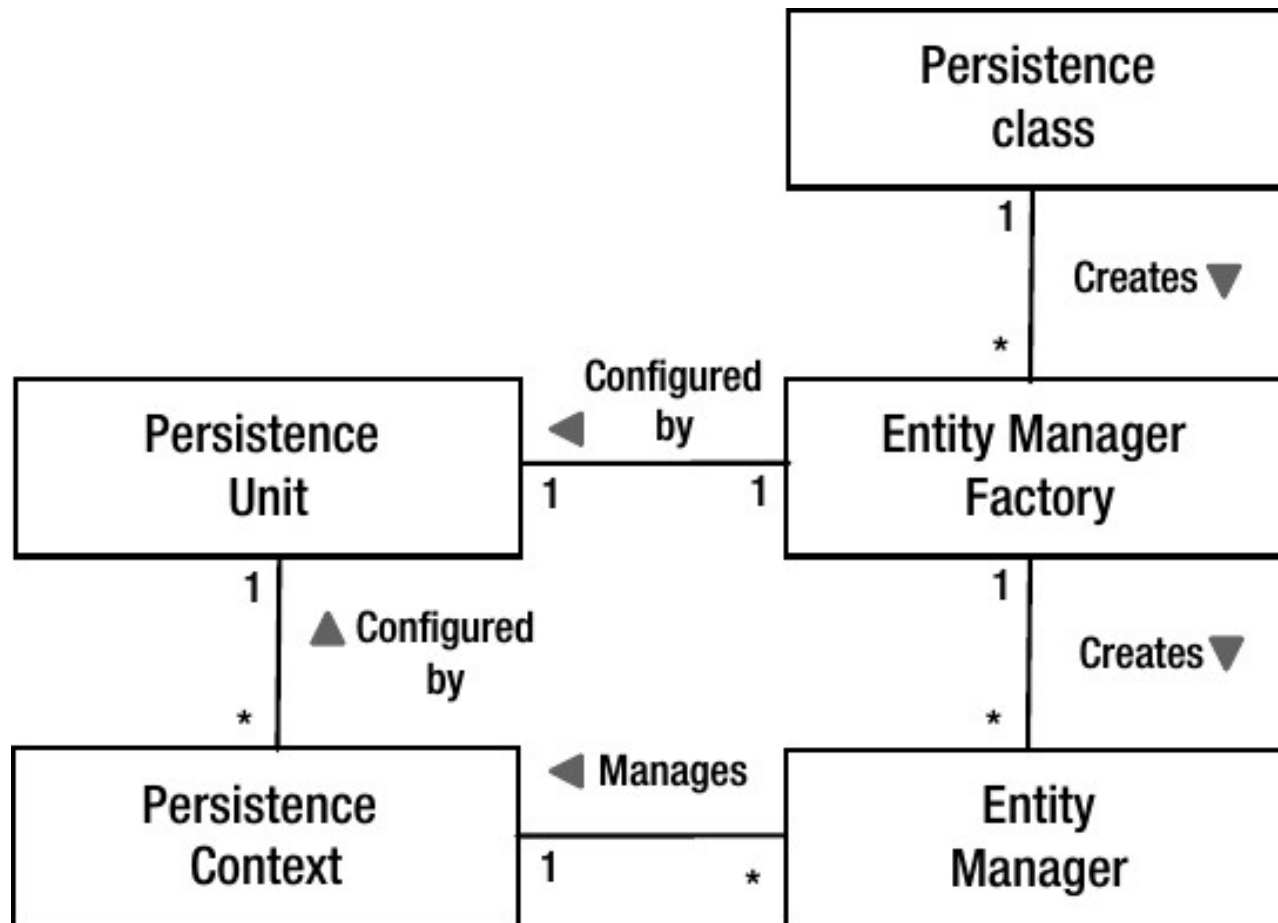 Persistence
class
1
Creates
*
Configured
by
Persistence
Unit
1
1
Entity Manager
Factory
1
Configured
by
*
1
Creates
*
Persistence
Context
Manages
1
*
Entity
Manager